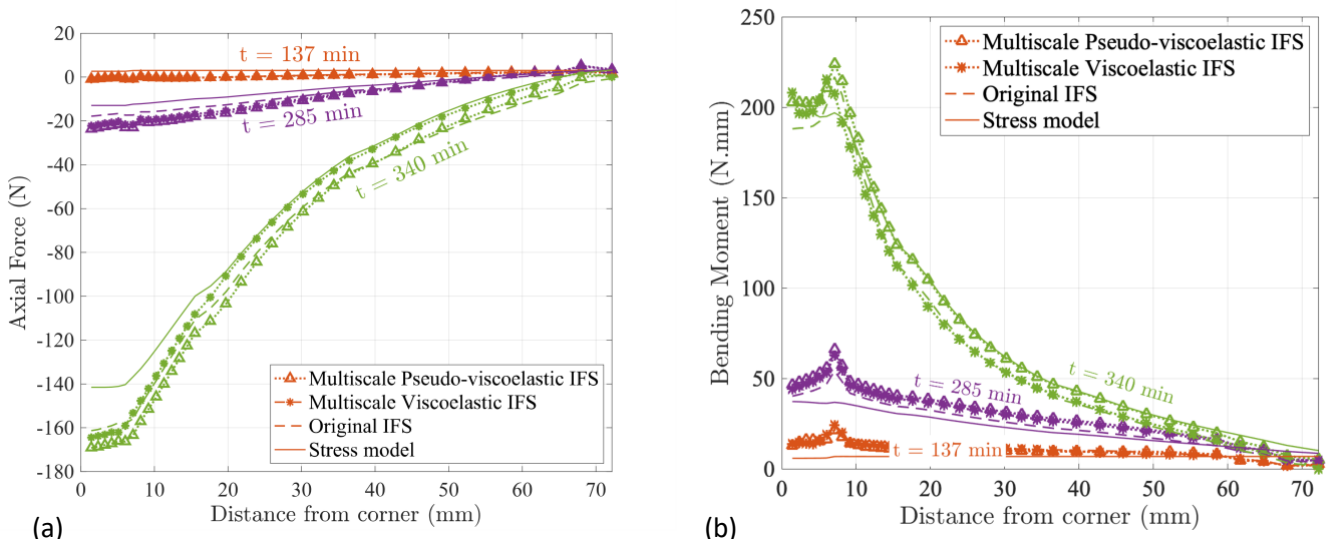 20
0
-20
-40
-60
-80
-100
-120
-140
-160
-180
Axial Force (N)
t = 137 min
t = 285 min
t = 340 min
Multiscale Pseudo-viscoelastic IFS
Multiscale Viscoelastic IFS
Original IFS
Stress model
0 10 20 30 40 50 60 70
Distance from corner (mm)
(a)
250
200
150
100
50
0
Bending Moment (N.mm)
Multiscale Pseudo-viscoelastic IFS
Multiscale Viscoelastic IFS
Original IFS
Stress model
t = 340 min
t = 285 min
t = 137 min
0 10 20 30 40 50 60 70
Distance from corner (mm)
(b)